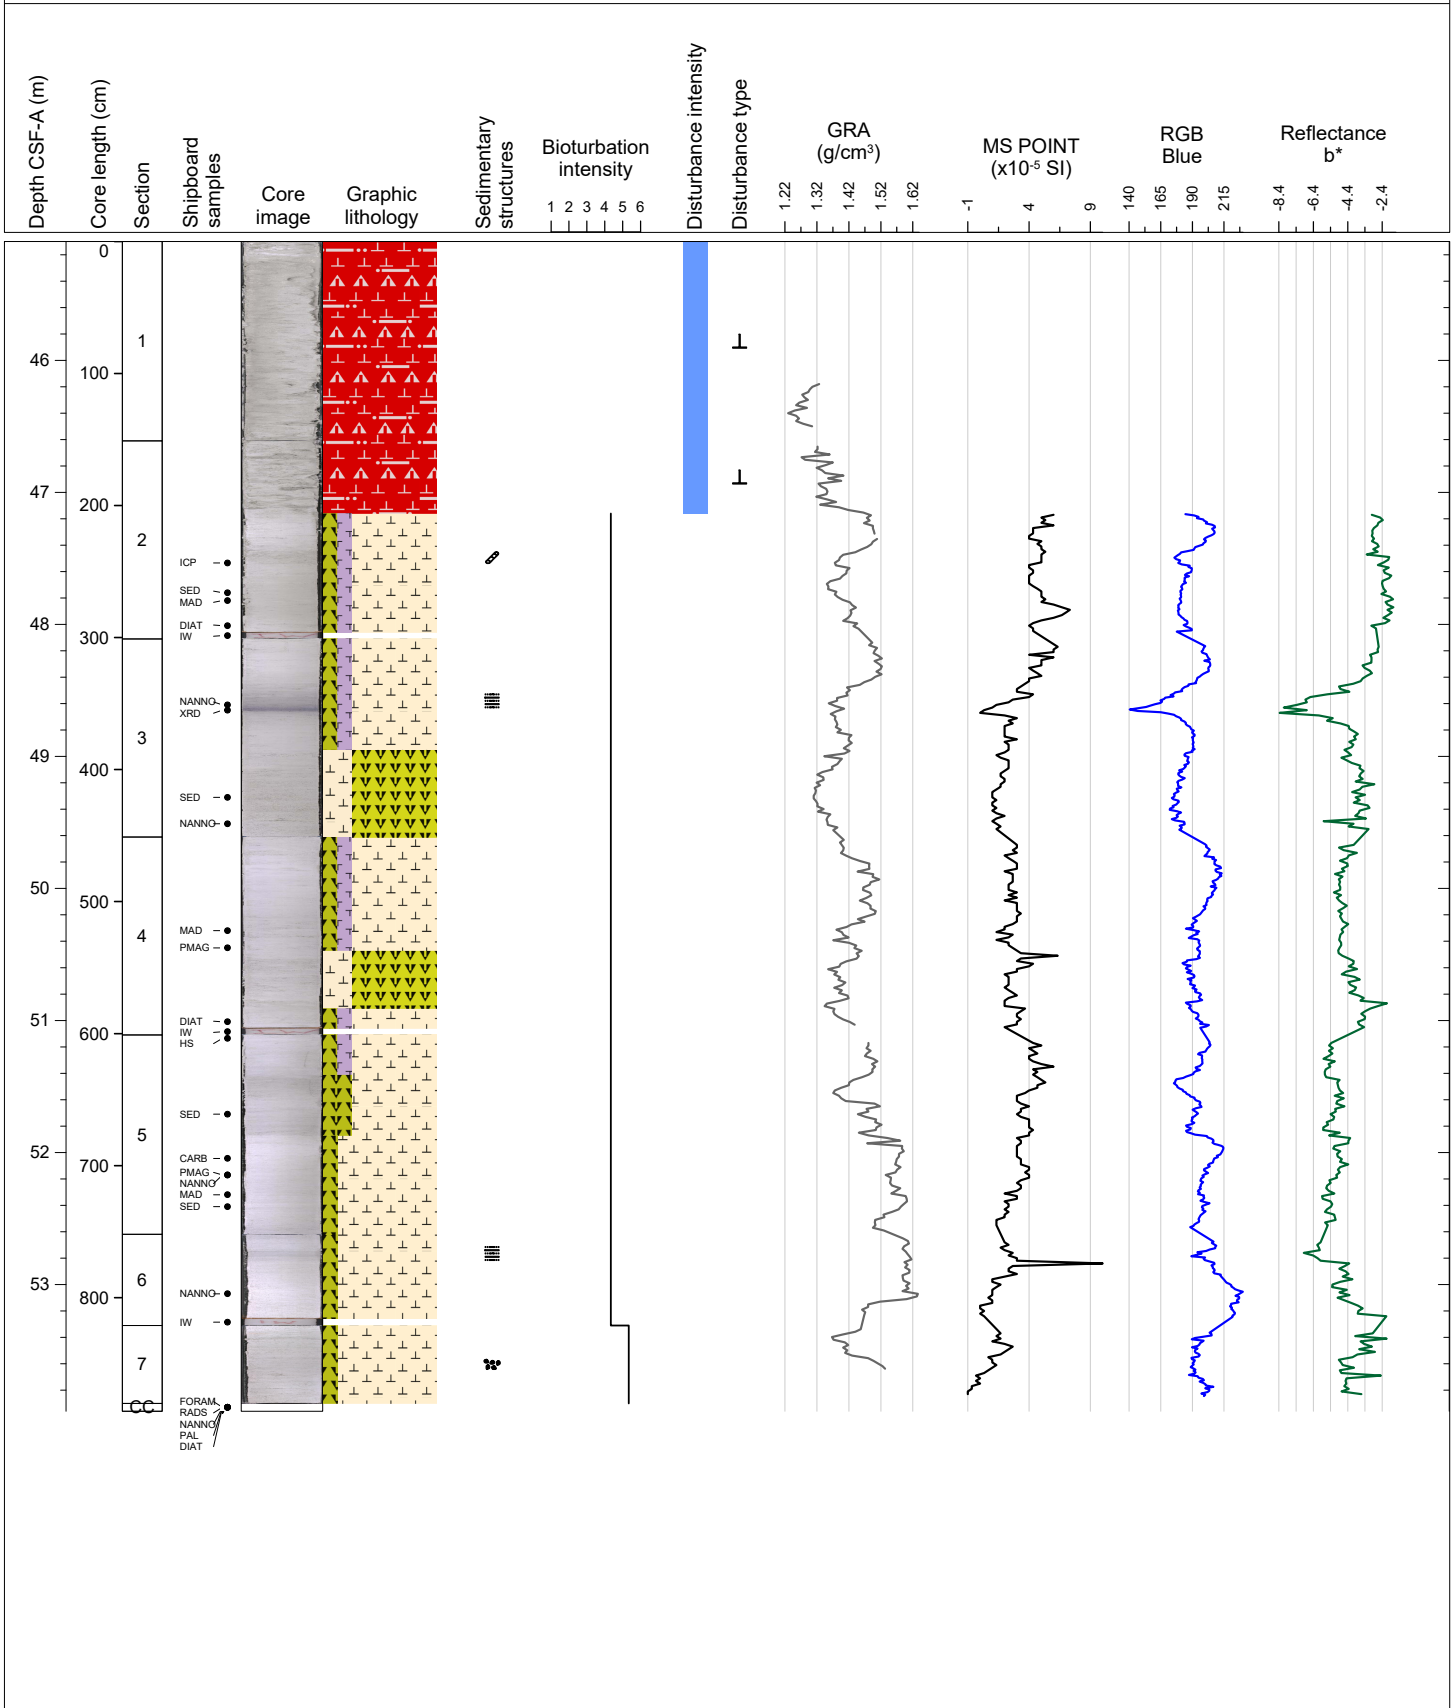 Depth CSF-A (m)
Core length (cm)
Section
Shipboard
samples
Core
image
Graphic
lithology
Sedimentary
structures
Bioturbation
intensity
1 2 3 4 5 6
Disturbance intensity
Disturbance type
GRA
(g/cm³)
1.22 1.32 1.42 1.52 1.62
MS POINT
(x10⁻⁵ SI)
-1 4 9
RGB
Blue
140 165 190 215
Reflectance
b*
-8.4 -6.4 -4.4 -2.4
46
47
48
49
50
51
52
53
0
100
200
300
400
500
600
700
800
1
2
3
4
5
6
7
CC
ICP
SED
MAD
DIAT
IW
NANNO
XRD
SED
NANNO
MAD
PMAG
DIAT
IW
HS
SED
CARB
PMAG
NANNO
MAD
SED
NANNO
IW
FORAM
RADS
NANNO
PAL
DIAT